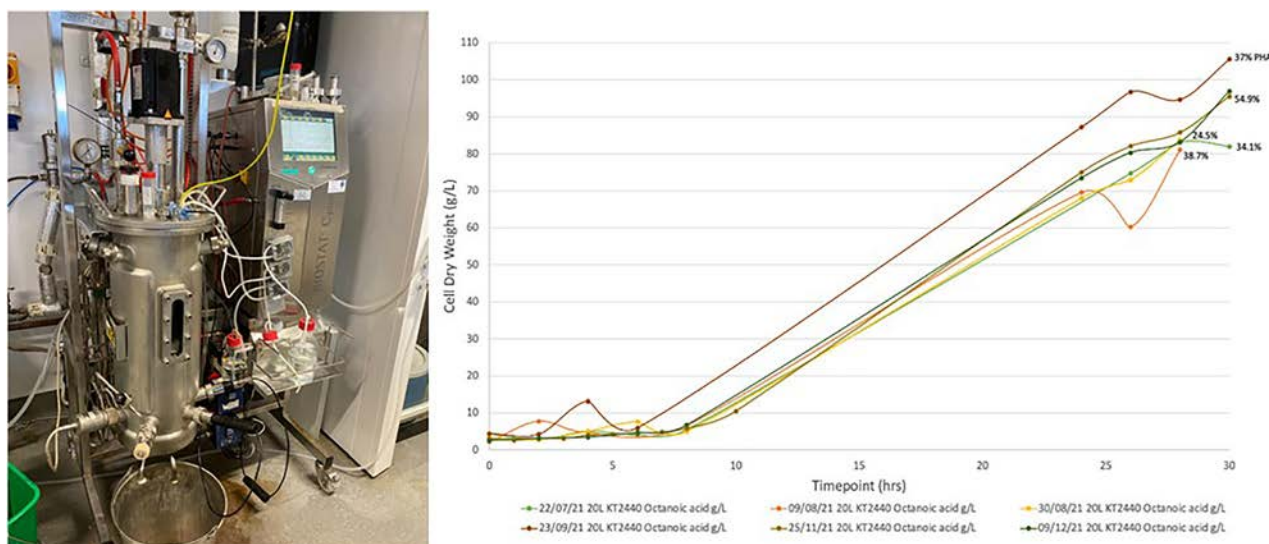 BIOSTAT C
110
100
90
80
70
60
50
40
30
20
10
0
Cell Dry Weight (g/L)
0 5 10 15 20 25 30
Timepoint (hrs)
37% PHA
54.9%
24.5%
34.1%
38.7%
22/07/21 20L KT2440 Octanoic acid g/L 09/08/21 20L KT2440 Octanoic acid g/L 30/08/21 20L KT2440 Octanoic acid g/L
23/09/21 20L KT2440 Octanoic acid g/L 25/11/21 20L KT2440 Octanoic acid g/L 09/12/21 20L KT2440 Octanoic acid g/L